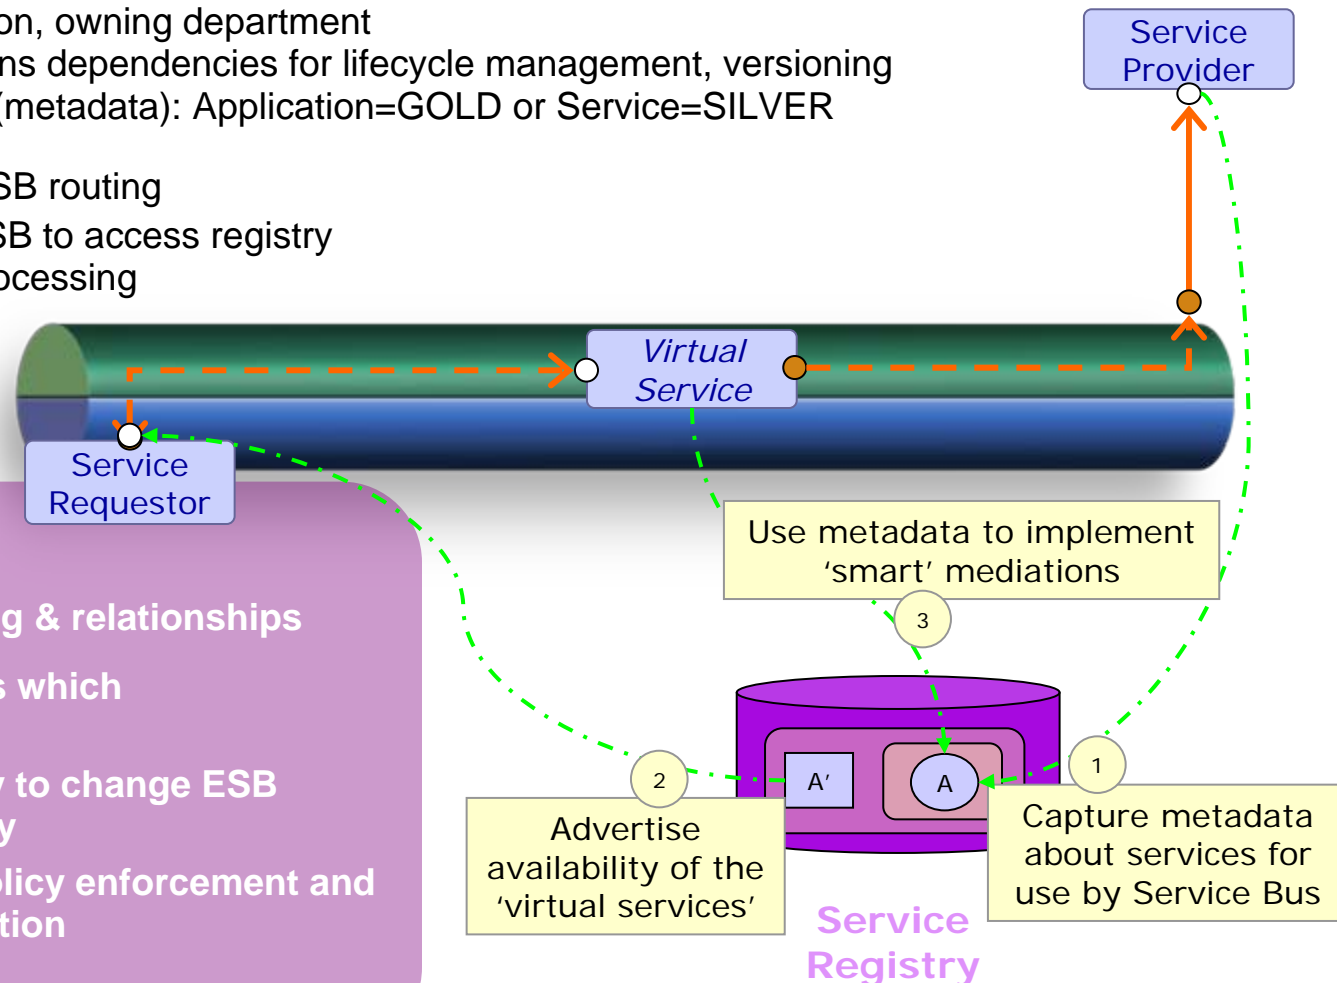 on, owning department
ns dependencies for lifecycle management, versioning
(metadata): Application=GOLD or Service=SILVER
SB routing
SB to access registry
ocessing
Service
Provider
Virtual
Service
Service
Requestor
Use metadata to implement
‘smart’ mediations
3
g & relationships
s which
y to change ESB
y
olicy enforcement and
tion
2
Advertise
availability of the
‘virtual services’
A’
A
1
Capture metadata
about services for
use by Service Bus
Service
Registry